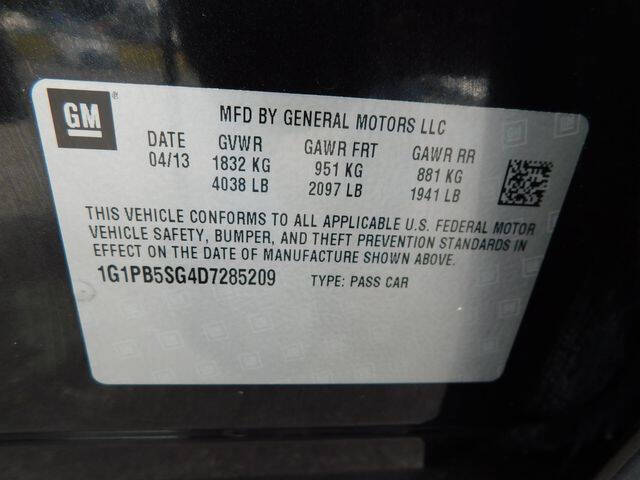 GM ®
MFD BY GENERAL MOTORS LLC
DATE GVWR GAWR FRT GAWR RR
04/13 1832 KG 951 KG 881 KG
4038 LB 2097 LB 1941 LB
THIS VEHICLE CONFORMS TO ALL APPLICABLE U.S. FEDERAL MOTOR
VEHICLE SAFETY, BUMPER, AND THEFT PREVENTION STANDARDS IN
EFFECT ON THE DATE OF MANUFACTURE SHOWN ABOVE.
1G1PB5SG4D7285209 TYPE: PASS CAR